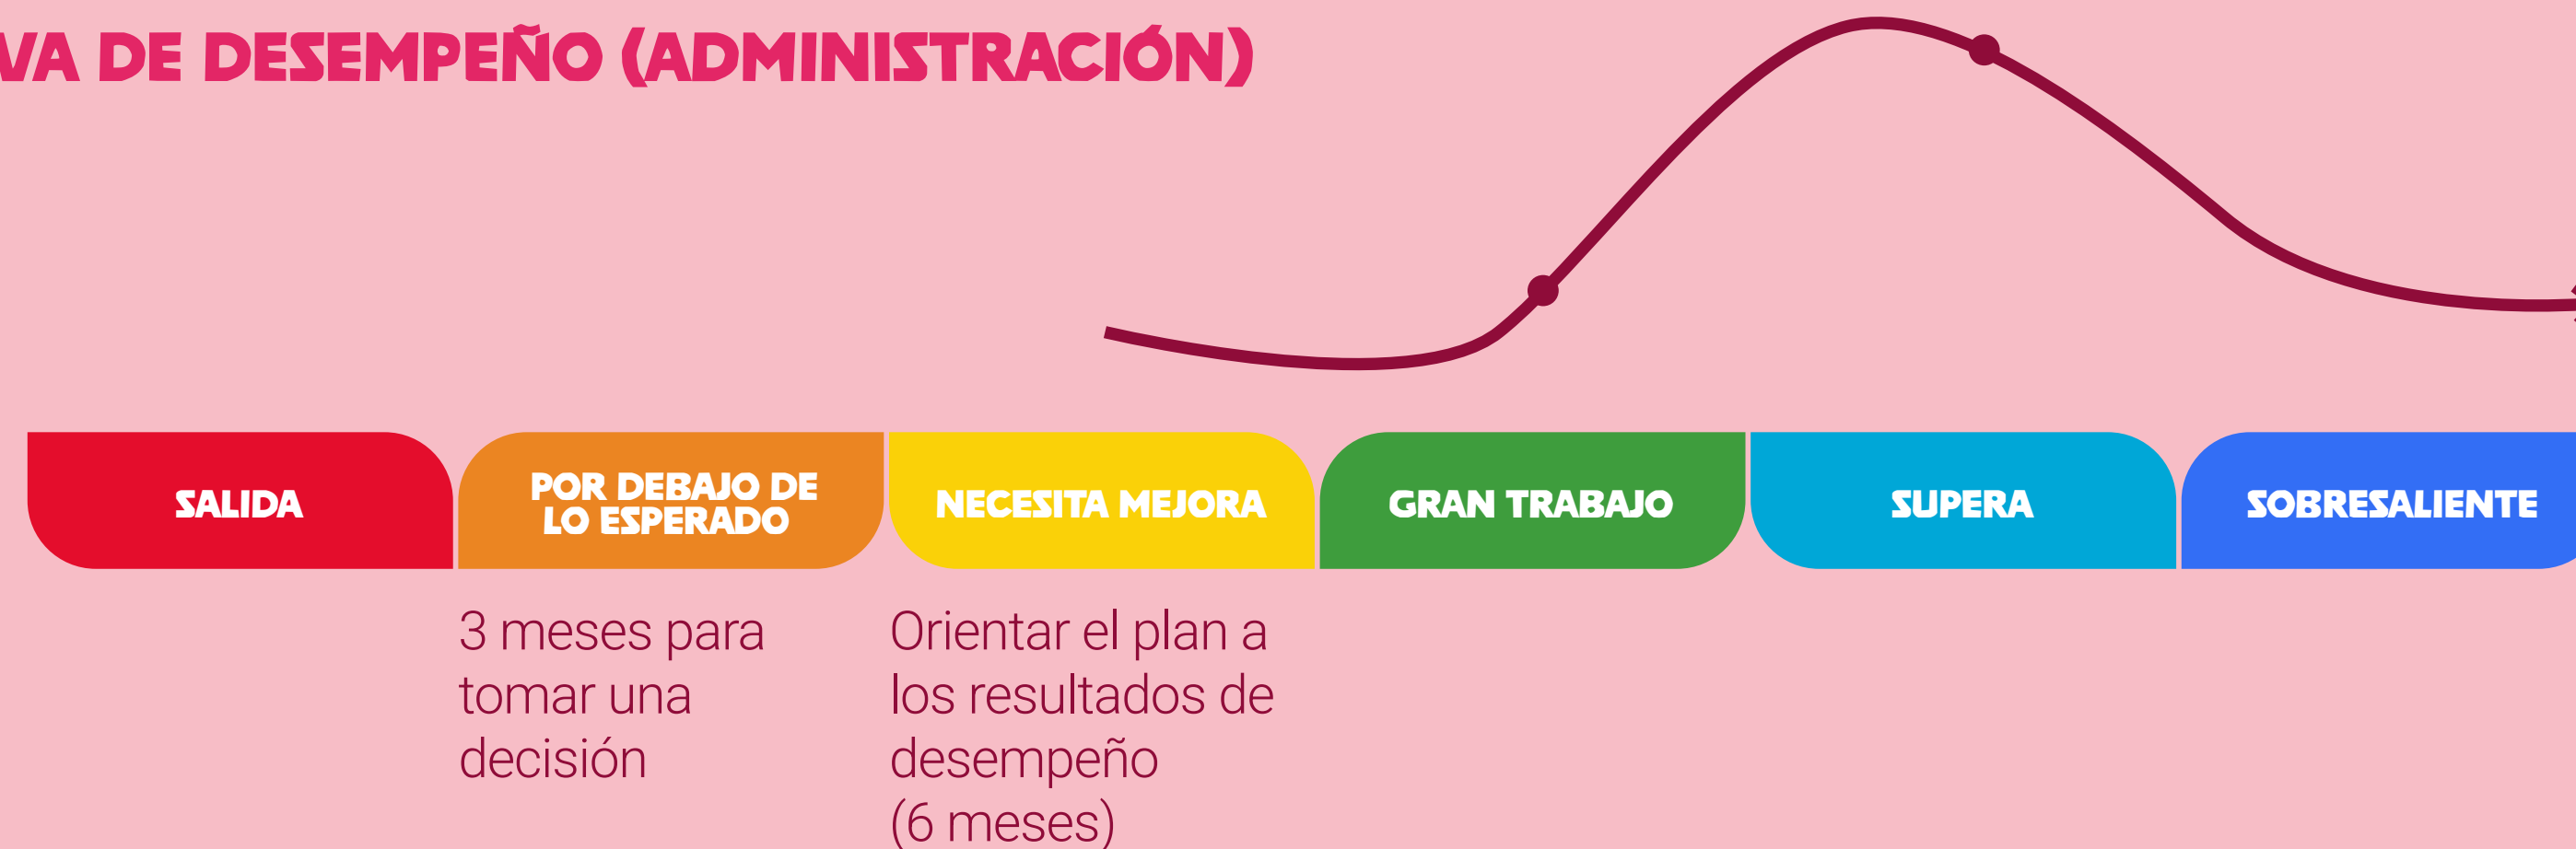 VA DE DESEMPEÑO (ADMINISTRACIÓN)
SALIDA
POR DEBAJO DE
LO ESPERADO
NECESITA MEJORA
GRAN TRABAJO
SUPERA
SOBRESALIENTE
3 meses para
tomar una
decisión
Orientar el plan a
los resultados de
desempeño
(6 meses)